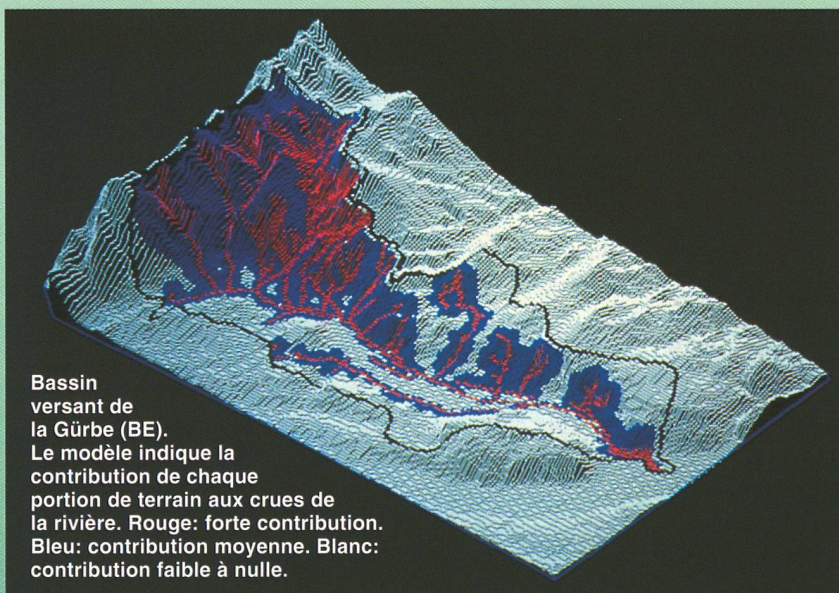 Bassin
versant de
la Gürbe (BE).
Le modèle indique la
contribution de chaque
portion de terrain aux crues de
la rivière. Rouge: forte contribution.
Bleu: contribution moyenne. Blanc:
contribution faible à nulle.